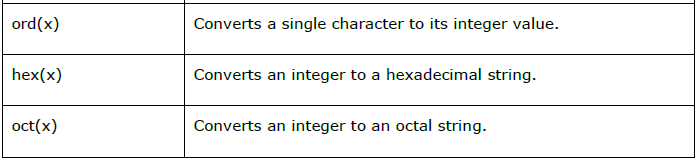 ord(x) Converts a single character to its integer value.
hex(x) Converts an integer to a hexadecimal string.
oct(x) Converts an integer to an octal string.